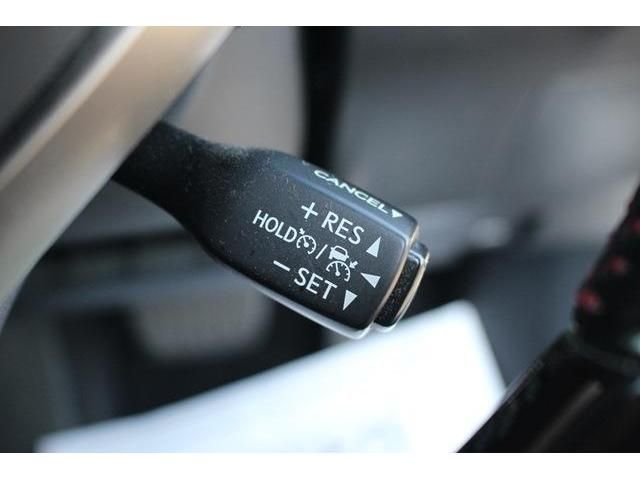 CANCEL
+ RES
HOLD /
- SET